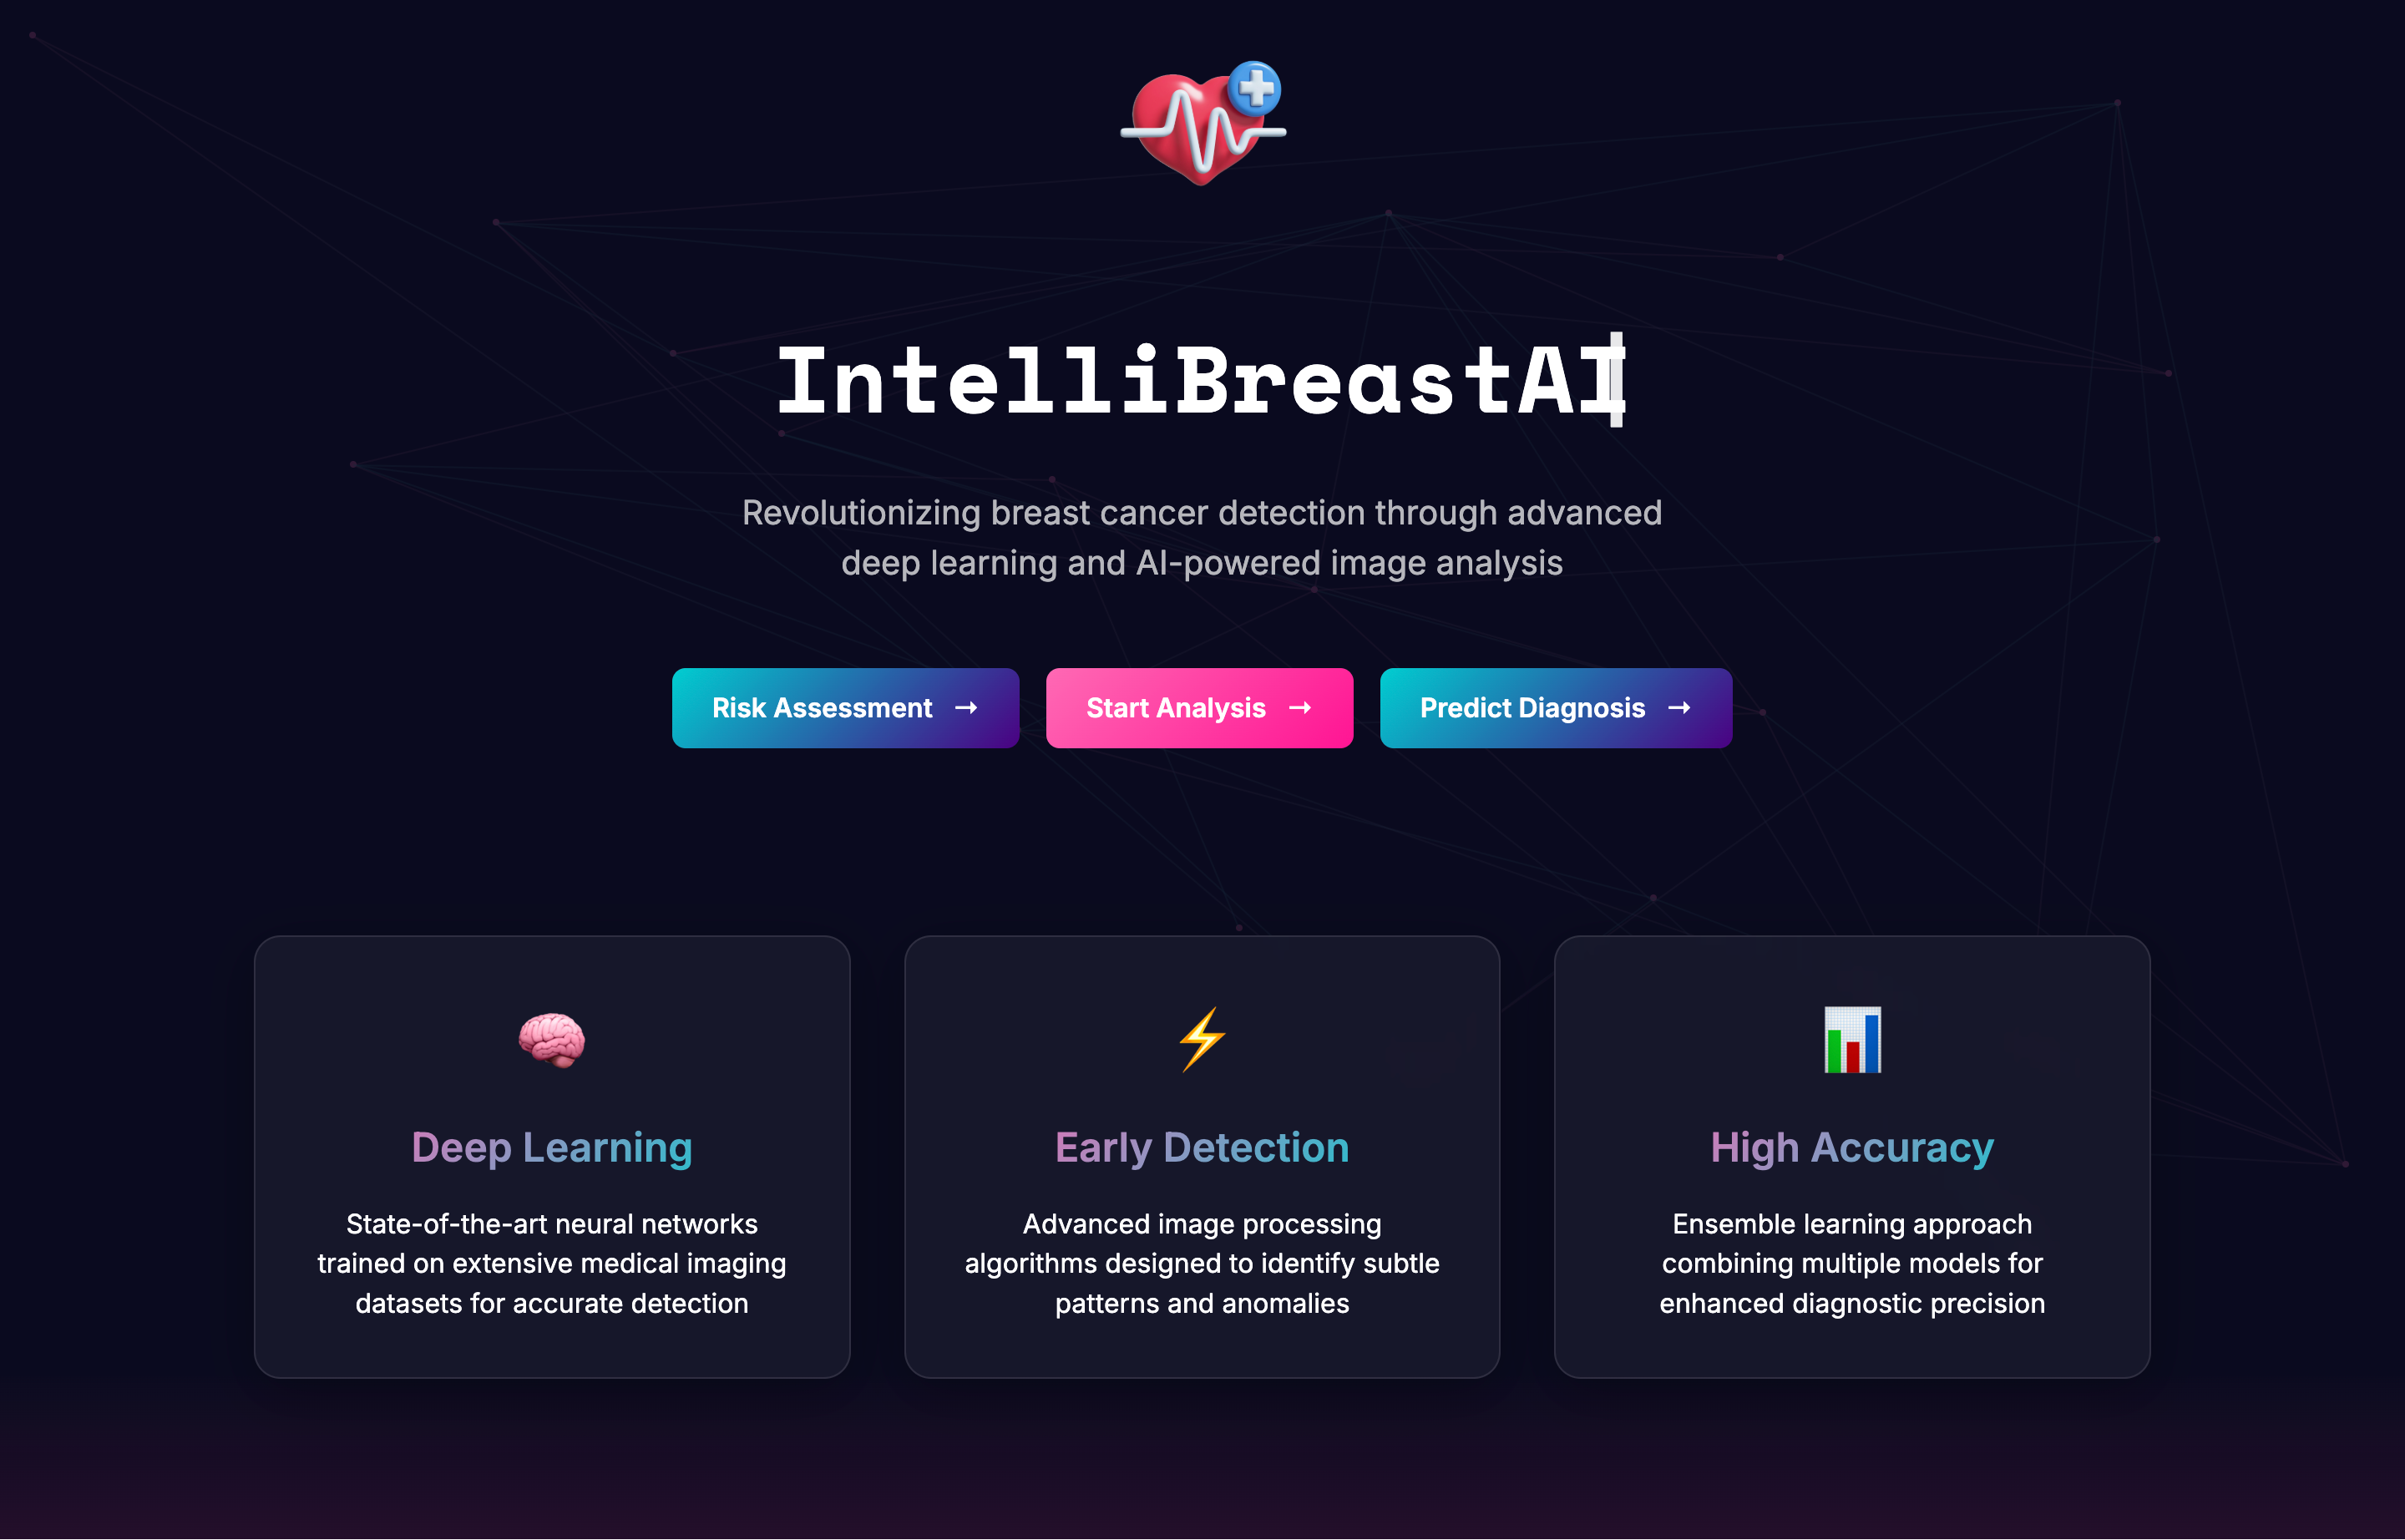 IntelliBreastAI
Revolutionizing breast cancer detection through advanced
deep learning and AI-powered image analysis
Risk Assessment →
Start Analysis →
Predict Diagnosis →
Deep Learning
State-of-the-art neural networks
trained on extensive medical imaging
datasets for accurate detection
Early Detection
Advanced image processing
algorithms designed to identify subtle
patterns and anomalies
High Accuracy
Ensemble learning approach
combining multiple models for
enhanced diagnostic precision